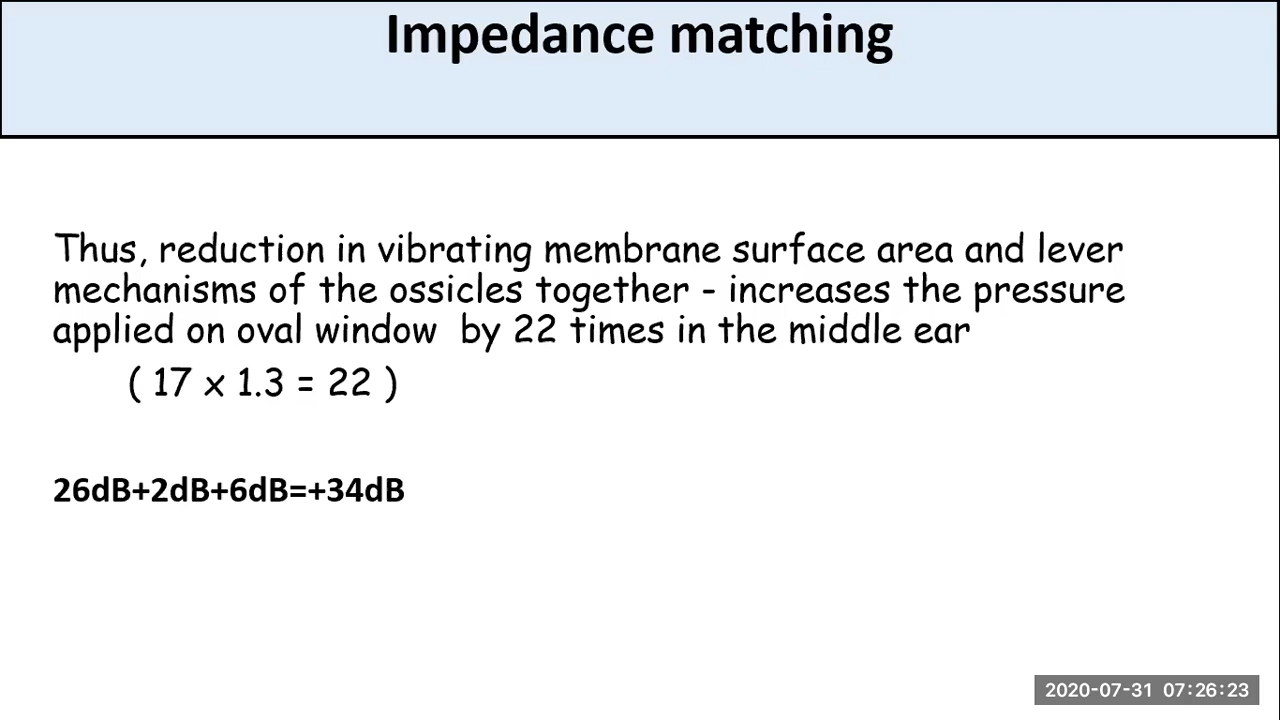 Impedance matching
Thus, reduction in vibrating membrane surface area and lever
mechanisms of the ossicles together - increases the pressure
applied on oval window by 22 times in the middle ear
( 17 x 1.3 = 22 )
26dB+2dB+6dB=+34dB
2020-07-31 07:26:23